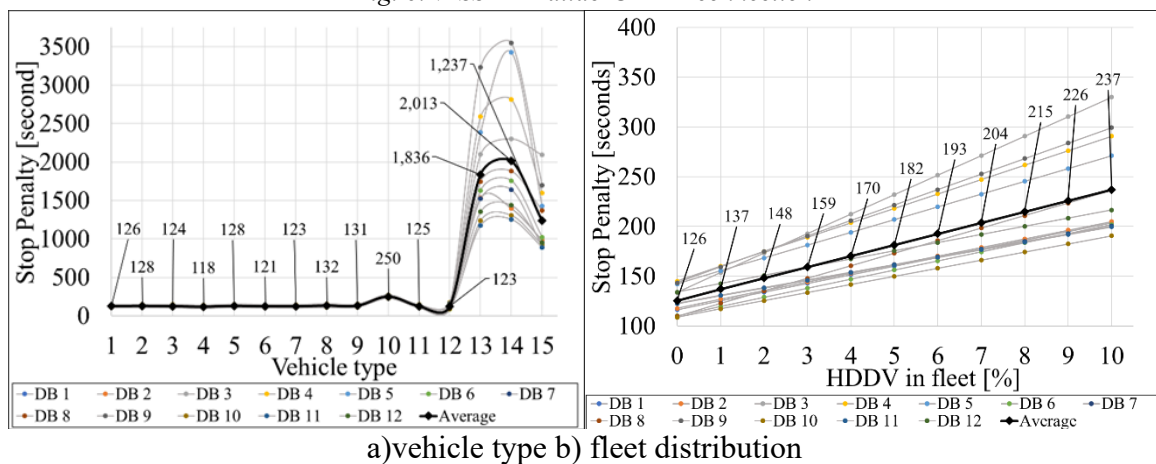 3500
3000
2500
2000
1500
1000
500
0
Stop Penalty [second]
1,237
2,013
1,836
126 124 128 123 131 125
128 118 121 132 250 123
1 2 3 4 5 6 7 8 9 10 11 12 13 14 15
Vehicle type
DB 1 DB 2 DB 3 DB 4 DB 5 DB 6 DB 7
DB 8 DB 9 DB 10 DB 11 DB 12 Average
400
350
300
250
200
150
100
Stop Penalty [seconds]
126 137 148 159 170 182 193 204 215 226 237
0 1 2 3 4 5 6 7 8 9 10
HDDV in fleet [%]
DB 1 DB 2 DB 3 DB 4 DB 5 DB 6 DB 7
DB 8 DB 9 DB 10 DB 11 DB 12 Average
a)vehicle type b) fleet distribution